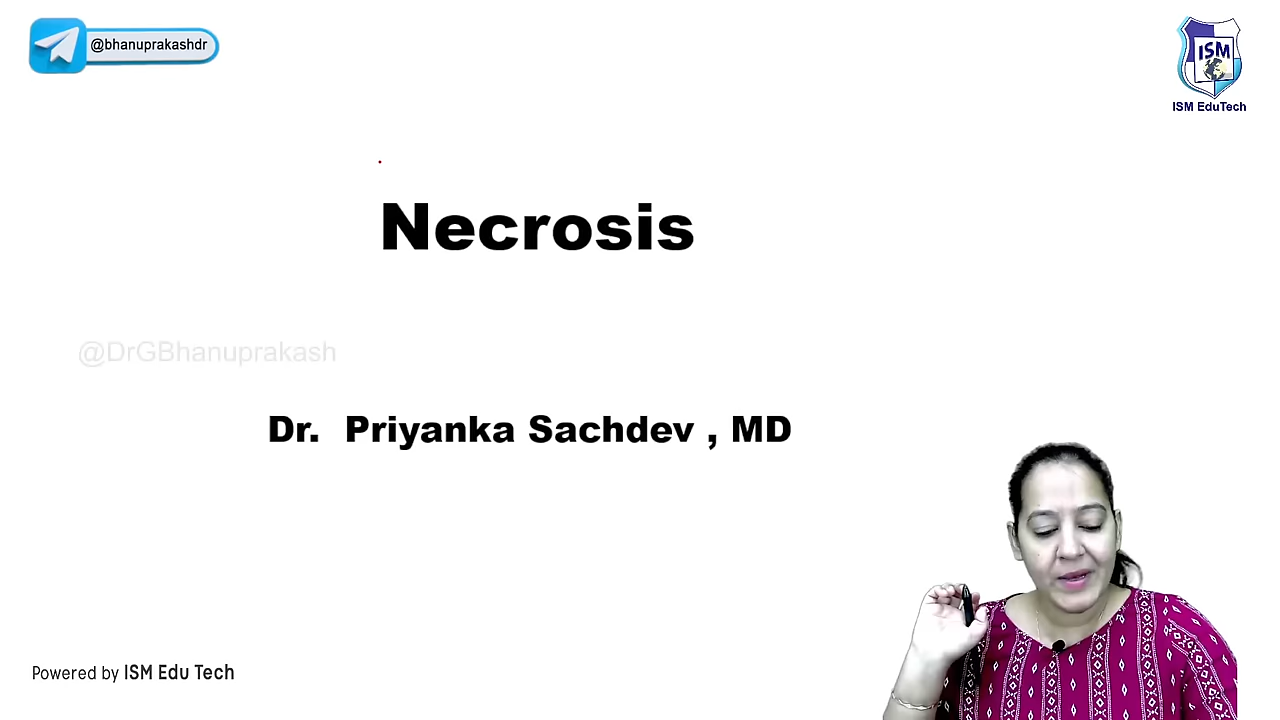 @bhanuprakashdr
ISM
ISM EduTech
Necrosis
@DrGBhanuprakash
Dr. Priyanka Sachdev , MD
Powered by ISM Edu Tech